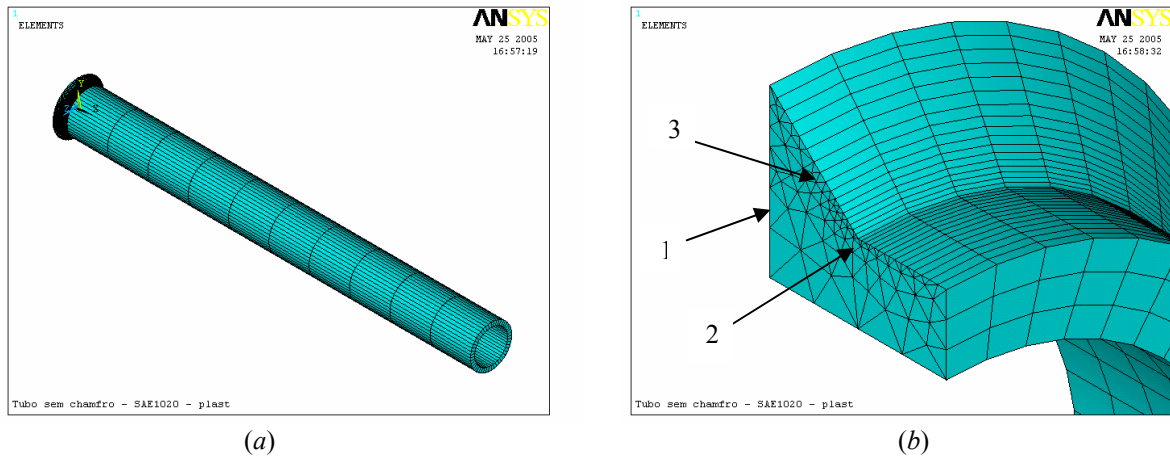 1
ELEMENTS
ANSYS
MAY 25 2005
16:57:19
Y
Z
X
Tubo sem chamfro - SAE1020 - plast
(a)
1
ELEMENTS
ANSYS
MAY 25 2005
16:58:32
3
1
2
Tubo sem chamfro - SAE1020 - plast
(b)